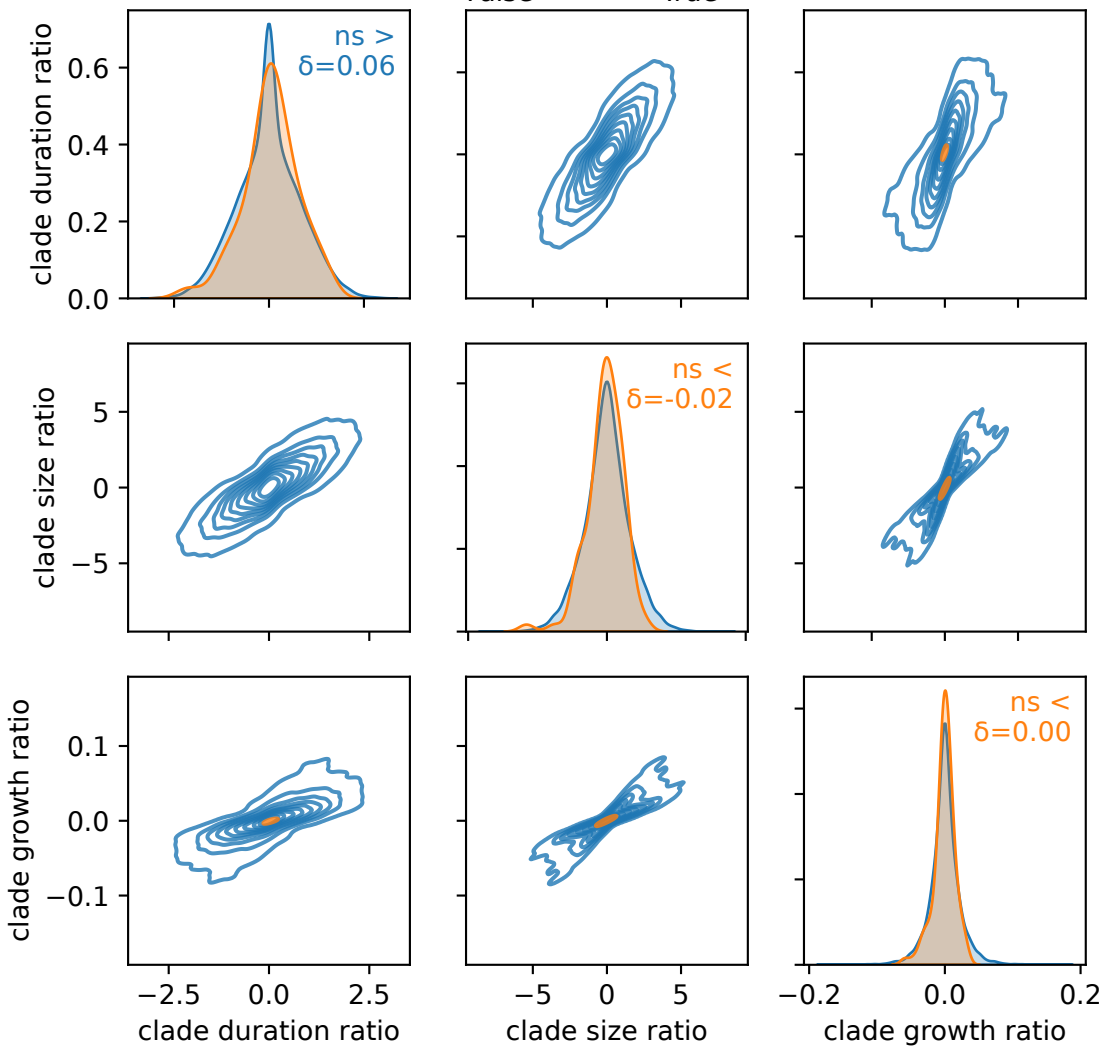 clade duration ratio
0.6
0.4
0.2
0.0
ns >
δ=0.06
clade size ratio
5
0
−5
ns <
δ=-0.02
clade growth ratio
0.1
0.0
−0.1
ns <
δ=0.00
−2.5 0.0 2.5
clade duration ratio
−5 0 5
clade size ratio
−0.2 0.0 0.2
clade growth ratio